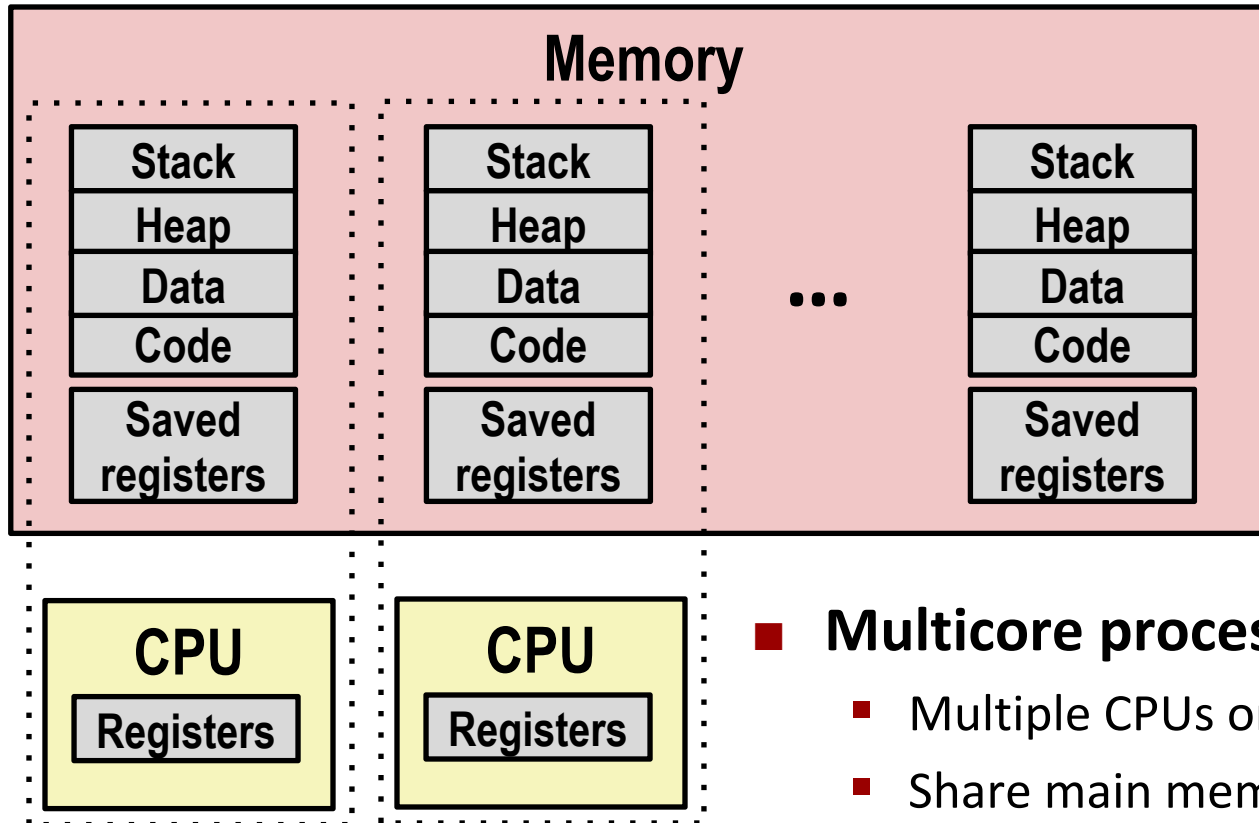 Memory
Stack
Heap
Data
Code
Saved
registers
Stack
Heap
Data
Code
Saved
registers
...
Stack
Heap
Data
Code
Saved
registers
CPU
Registers
CPU
Registers
Multicore
Multiple CPUs
Share main